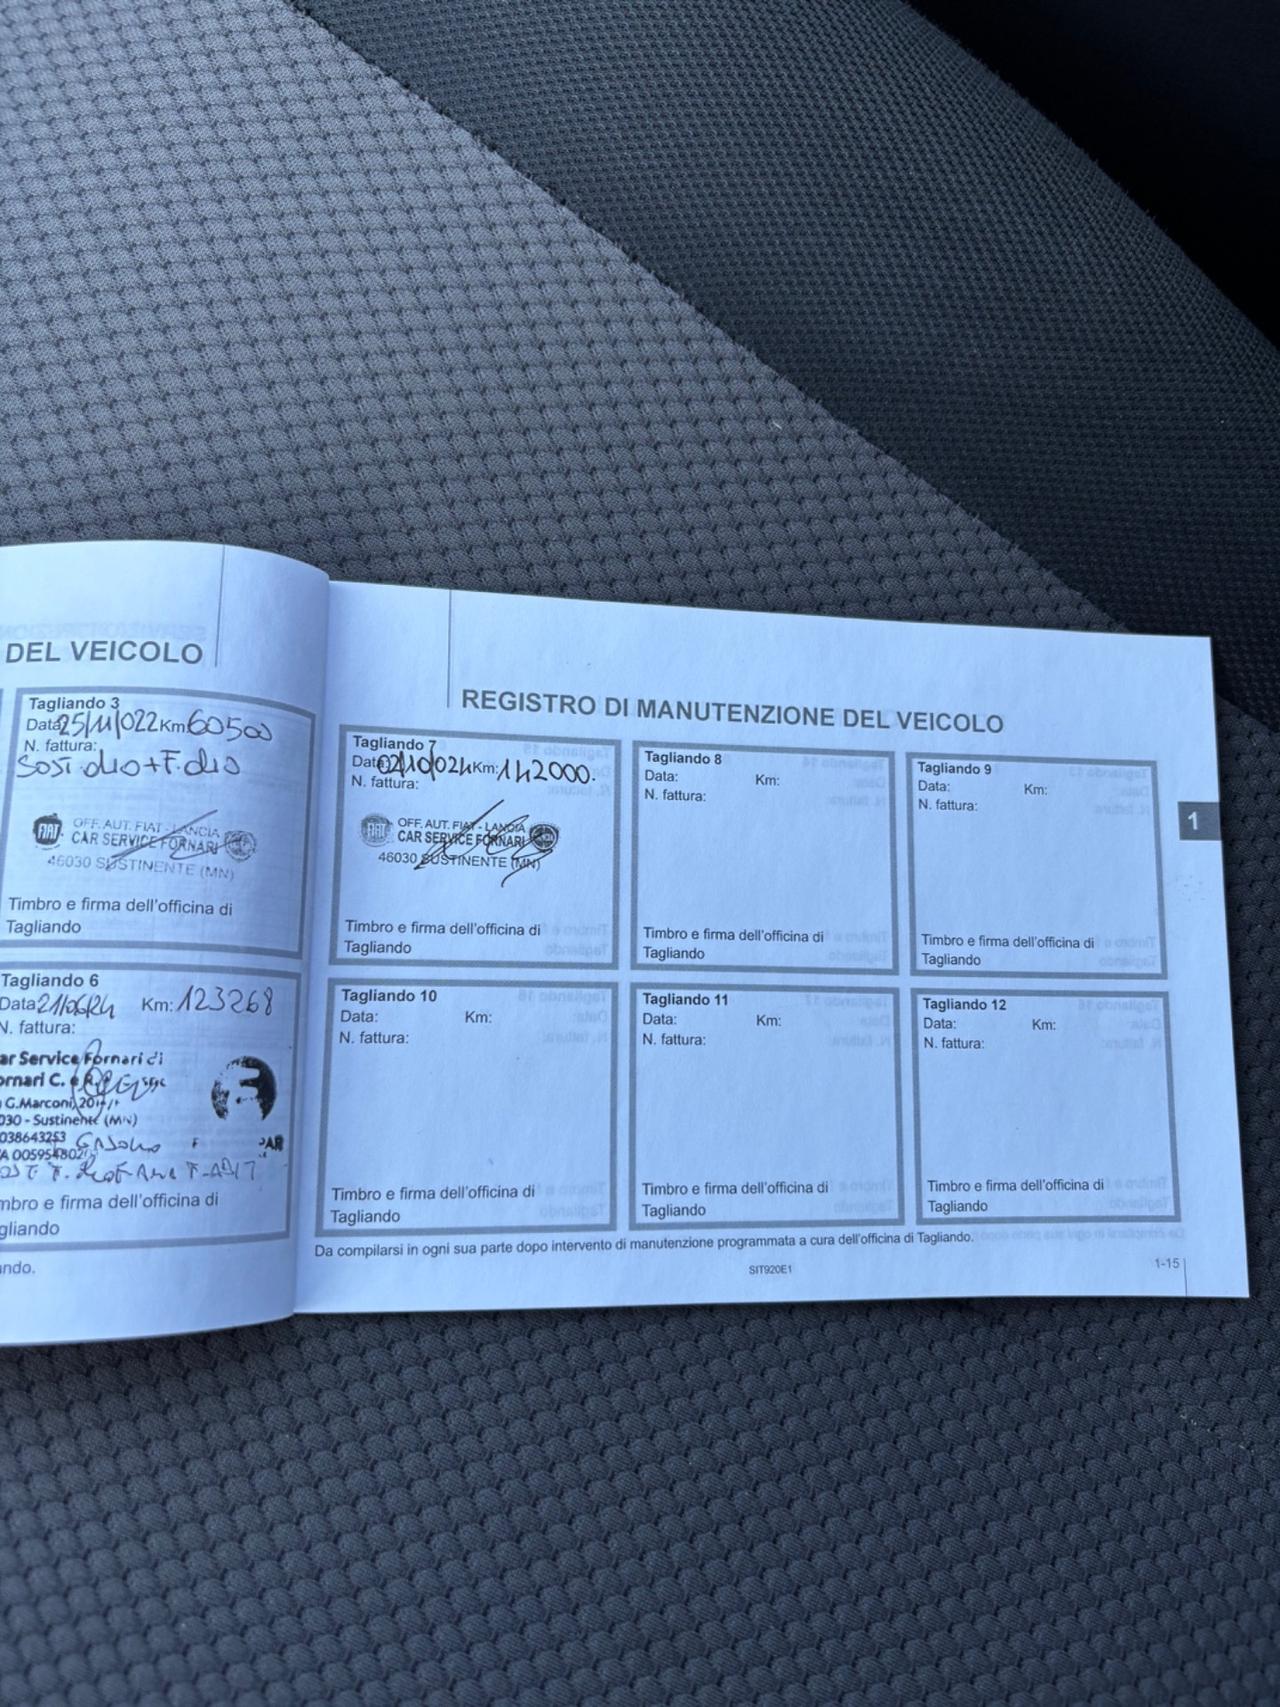 DEL VEICOLO
Tagliando 3
Data 25/11/022 Km 60500
N. fattura:
SOST. olio + F. olio
FIAT
OFF. AUT. FIAT - LANCIA
CAR SERVICE FORNARI
46030 SUSTINENTE (MN)
Timbro e firma dell'officina di
Tagliando
Tagliando 6
Data Km: 123268
N. fattura:
ar Service Fornari di
ornari C. e R.
G.Marconi,
030 - Sustinente (MN)
038643253
GASOLIO
mbro e firma dell'officina di
gliando
ando.
REGISTRO DI MANUTENZIONE DEL VEICOLO
Tagliando 7
Data: 02/10/024 Km: 142000.
N. fattura:
FIAT
OFF. AUT. FIAT - LANCIA
CAR SERVICE FORNARI
46030 SUSTINENTE (MN)
Timbro e firma dell'officina di
Tagliando
Tagliando 8
Data: Km:
N. fattura:
Timbro e firma dell'officina di
Tagliando
Tagliando 9
Data: Km:
N. fattura:
Timbro e firma dell'officina di
Tagliando
1
Tagliando 10
Data: Km:
N. fattura:
Timbro e firma dell'officina di
Tagliando
Tagliando 11
Data: Km:
N. fattura:
Timbro e firma dell'officina di
Tagliando
Tagliando 12
Data: Km:
N. fattura:
Timbro e firma dell'officina di
Tagliando
Da compilarsi in ogni sua parte dopo intervento di manutenzione programmata a cura dell'officina di Tagliando.
SIT920E1
1-15